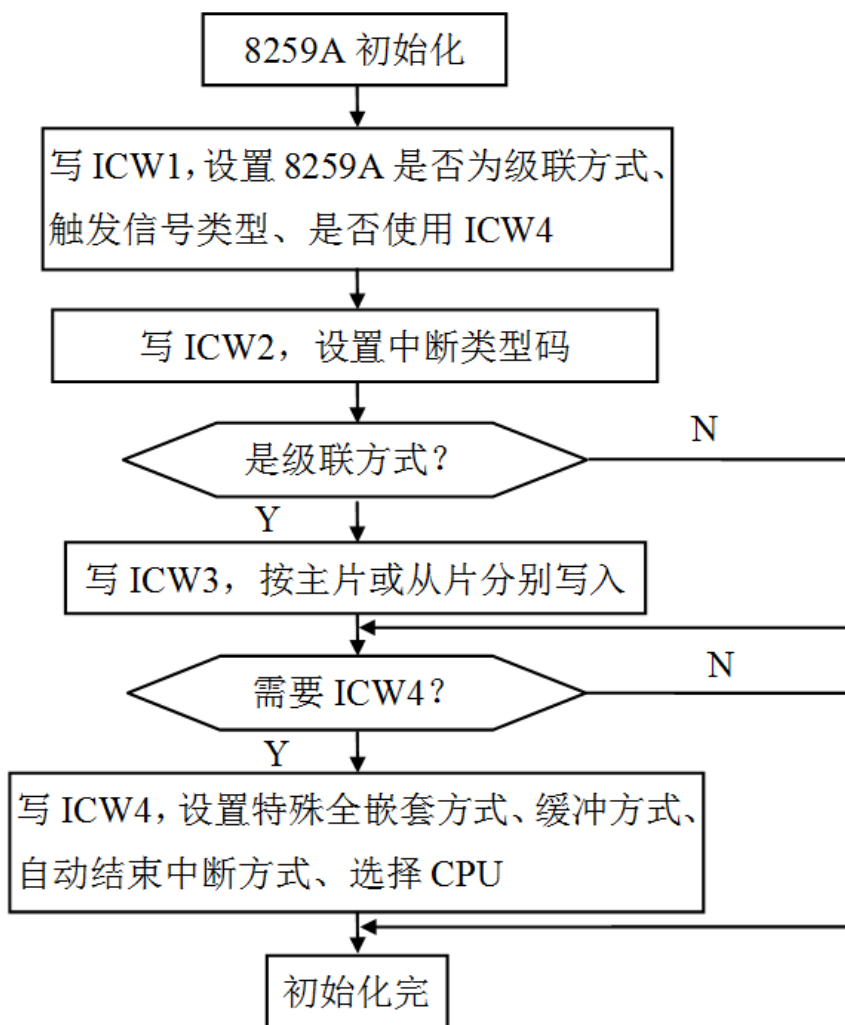 8259A 初始化
写 ICW1，设置 8259A 是否为级联方式、
触发信号类型、是否使用 ICW4
写 ICW2，设置中断类型码
是级联方式？
N
Y
写 ICW3，按主片或从片分别写入
需要 ICW4？
N
Y
写 ICW4，设置特殊全嵌套方式、缓冲方式、
自动结束中断方式、选择 CPU
初始化完